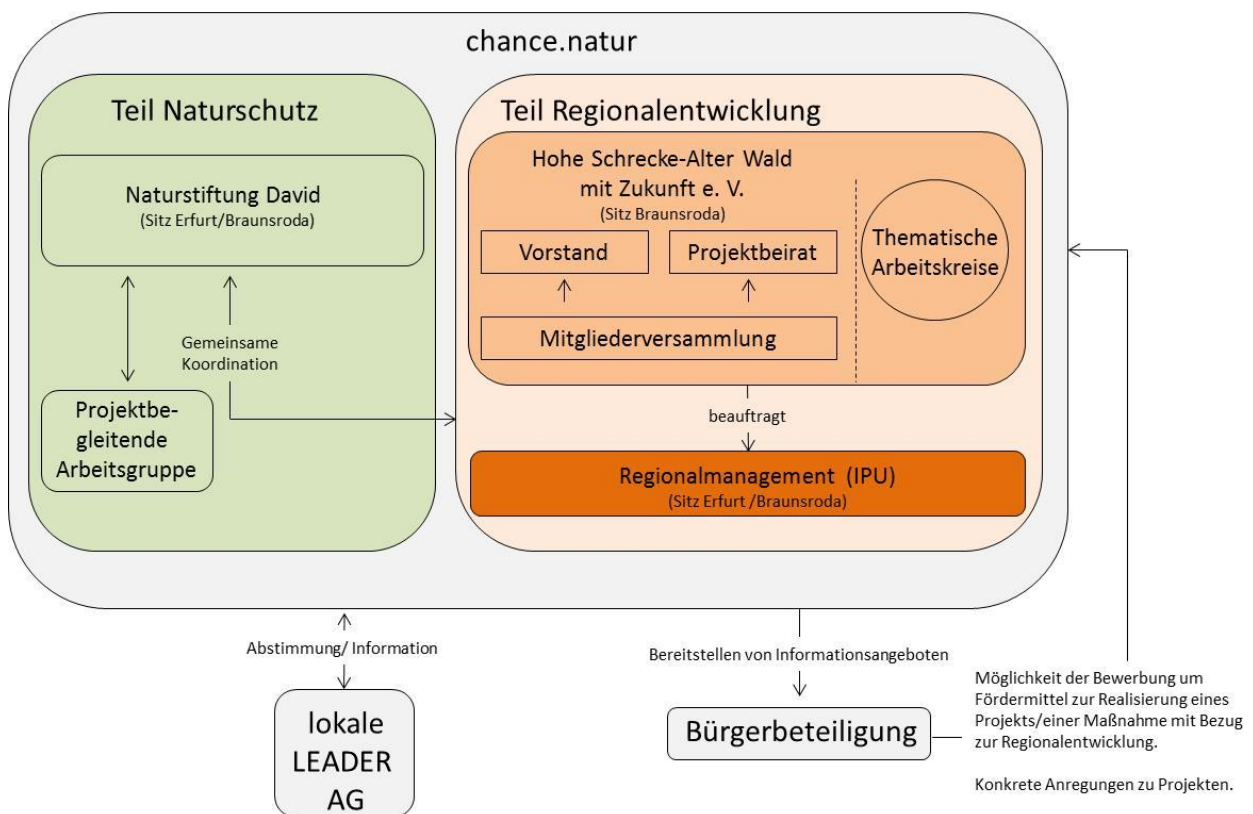 chance.natur
Teil Naturschutz
Naturstiftung David
(Sitz Erfurt/Braunsroda)
Gemeinsame
Koordination
Projektbe-
gleitende
Arbeitsgruppe
Teil Regionalentwicklung
Hohe Schrecke-Alter Wald
mit Zukunft e. V.
(Sitz Braunsroda)
Vorstand
Projektbeirat
Mitgliederversammlung
Thematische
Arbeitskreise
beauftragt
Regionalmanagement (IPU)
(Sitz Erfurt /Braunsroda)
Abstimmung/ Information
lokale
LEADER
AG
Bereitstellen von Informationsangeboten
Bürgerbeteiligung
Möglichkeit der Bewerbung um
Fördermittel zur Realisierung eines
Projekts/einer Maßnahme mit Bezug
zur Regionalentwicklung.
Konkrete Anregungen zu Projekten.